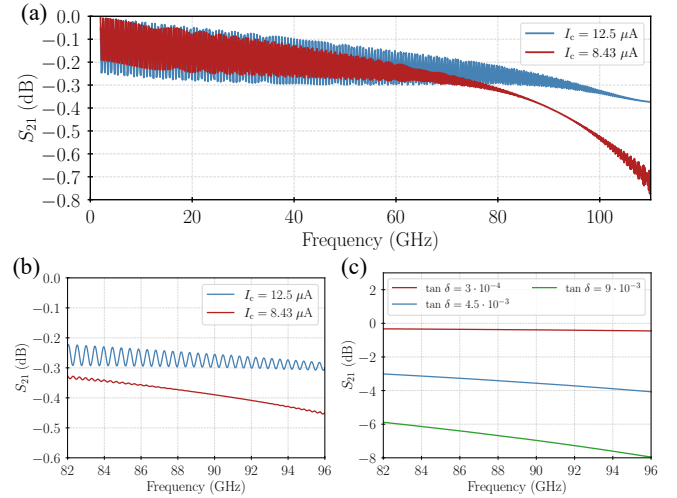 (a)
0.0
−0.1
−0.2
−0.3
−0.4
−0.5
−0.6
−0.7
−0.8
S₂₁ (dB)
I_c = 12.5 μA
I_c = 8.43 μA
0 20 40 60 80 100
Frequency (GHz)
(b)
0.0
−0.1
−0.2
−0.3
−0.4
−0.5
−0.6
S₂₁ (dB)
I_c = 12.5 μA
I_c = 8.43 μA
82 84 86 88 90 92 94 96
Frequency (GHz)
(c)
2
0
−2
−4
−6
−8
S₂₁ (dB)
tan δ = 3 · 10⁻⁴ tan δ = 9 · 10⁻³
tan δ = 4.5 · 10⁻³
82 84 86 88 90 92 94 96
Frequency (GHz)